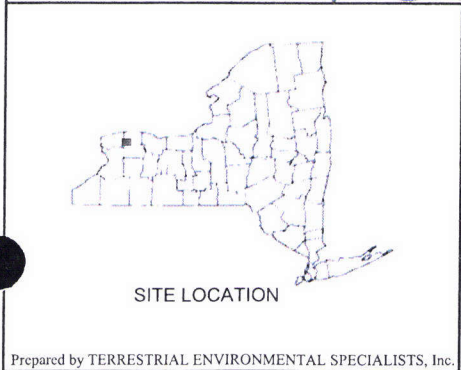 SITE LOCATION
Prepared by TERRESTRIAL ENVIRONMENTAL SPECIALISTS, Inc.